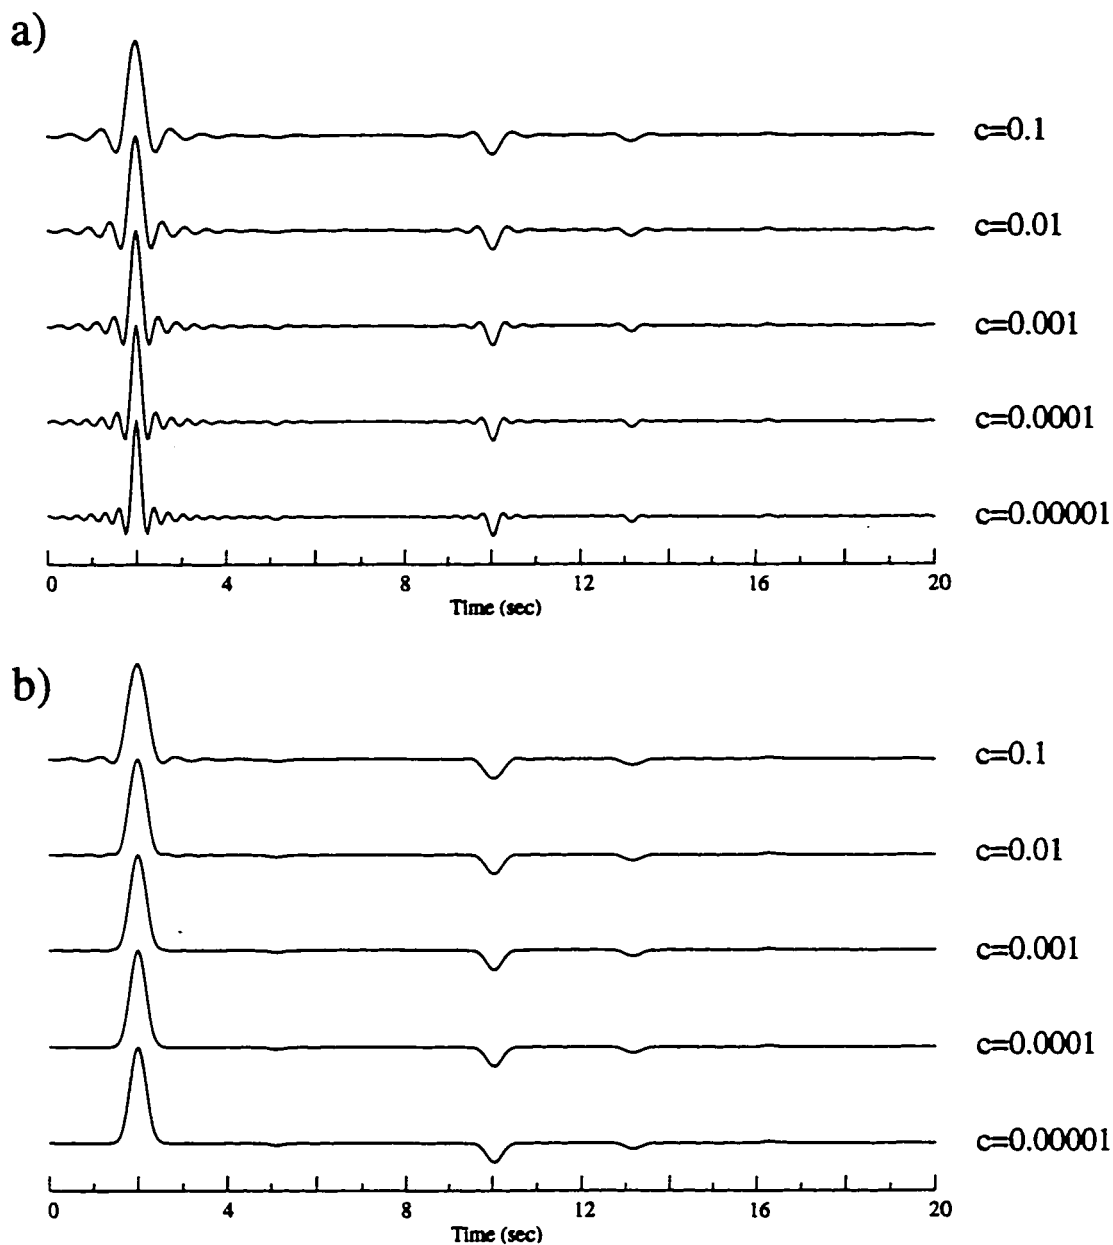 a)
c=0.1
c=0.01
c=0.001
c=0.0001
c=0.00001
0 4 8 12 16 20
Time (sec)
b)
c=0.1
c=0.01
c=0.001
c=0.0001
c=0.00001
0 4 8 12 16 20
Time (sec)